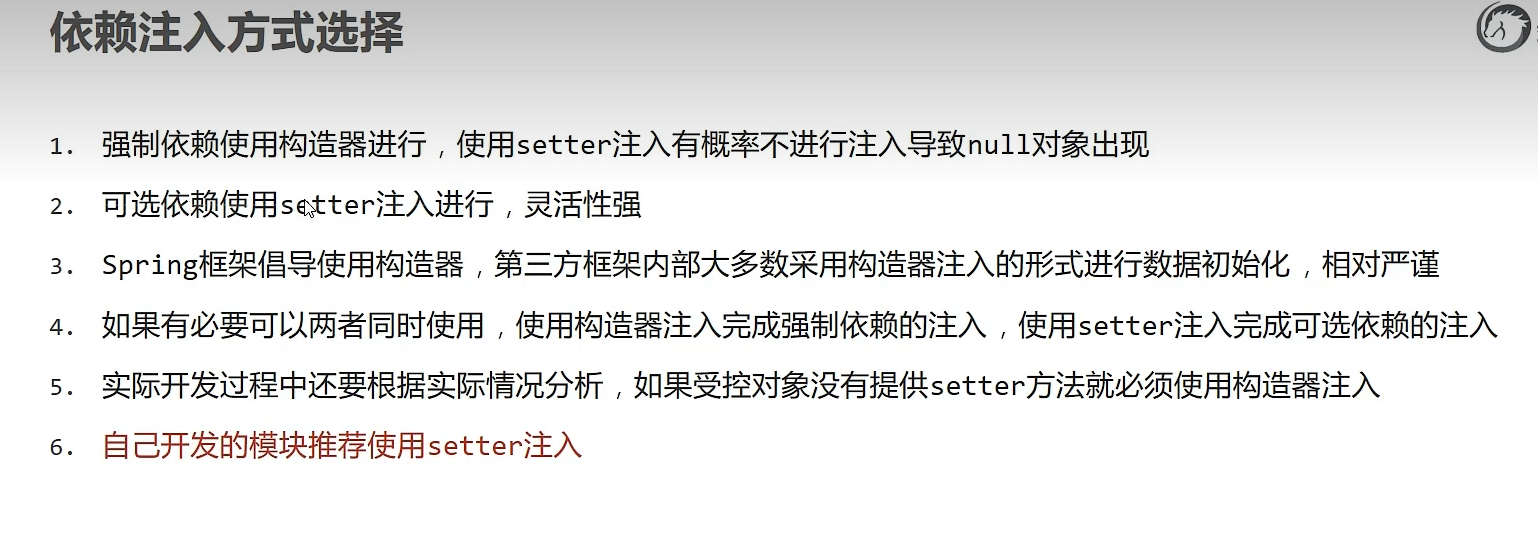 依赖注入方式选择
1. 强制依赖使用构造器进行，使用setter注入有概率不进行注入导致null对象出现
2. 可选依赖使用setter注入进行，灵活性强
3. Spring框架倡导使用构造器，第三方框架内部大多数采用构造器注入的形式进行数据初始化，相对严谨
4. 如果有必要可以两者同时使用，使用构造器注入完成强制依赖的注入，使用setter注入完成可选依赖的注入
5. 实际开发过程中还要根据实际情况分析，如果受控对象没有提供setter方法就必须使用构造器注入
6. 自己开发的模块推荐使用setter注入